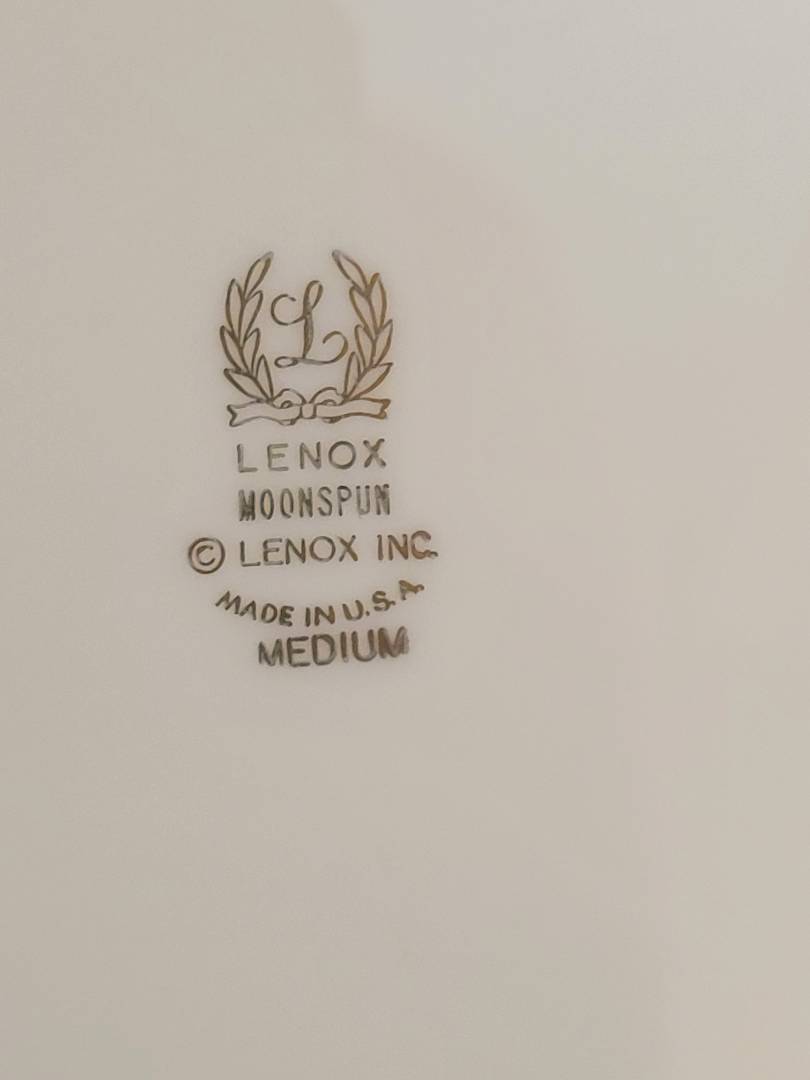 L
LENOX
MOONSPUN
© LENOX INC.
MADE IN U.S.A.
MEDIUM